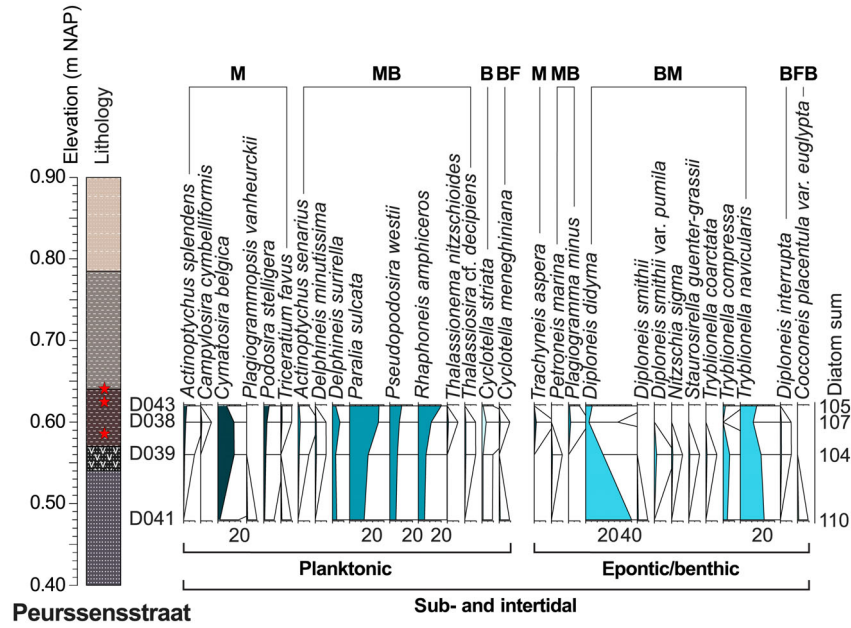 M MB B BF M MB BM BFB
Elevation (m NAP)
Lithology
Actinoptychus splendens
Campylosira cymbelliformis
Cymatosira belgica
Plagiogrammopsis vanheurckii
Podosira stelligera
Triceratium favus
Actinoptychus senarius
Delphineis minutissima
Delphineis surirella
Paralia sulcata
Pseudopodosira westii
Rhaphoneis amphiceros
Thalassionema nitzschioides
Thalassiosira cf. decipiens
Cyclotella striata
Cyclotella meneghiniana
Trachyneis aspera
Petroneis marina
Plagiogramma minus
Diploneis didyma
Diploneis smithii
Diploneis smithii var. pumila
Nitzschia sigma
Staurosirella guenter-grassii
Tryblionella coarctata
Tryblionella compressa
Tryblionella navicularis
Diploneis interrupta
Cocconeis placentula var. euglypta
Diatom sum
0.90
0.80
0.70
0.60
0.50
0.40
D043 105
D038 107
D039 104
D041 110
20 20 20 20 20 40 20
Planktonic Epontic/benthic
Sub- and intertidal
Peurssensstraat